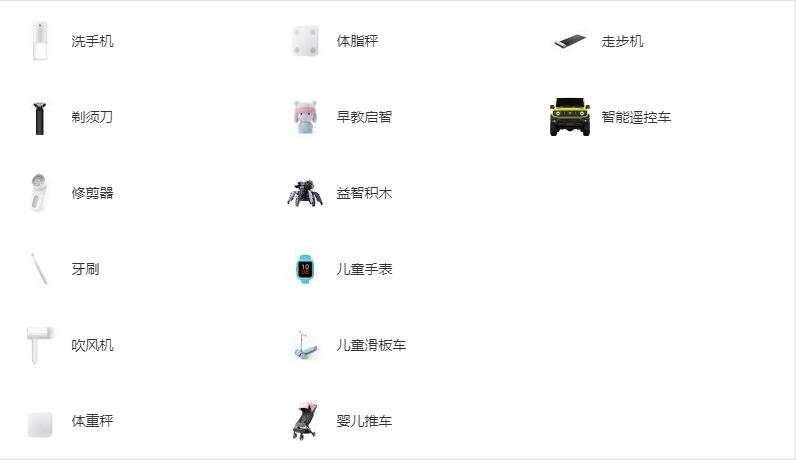 洗手机
体脂秤
走步机
剃须刀
早教启智
智能遥控车
修剪器
益智积木
牙刷
儿童手表
吹风机
儿童滑板车
体重秤
婴儿推车